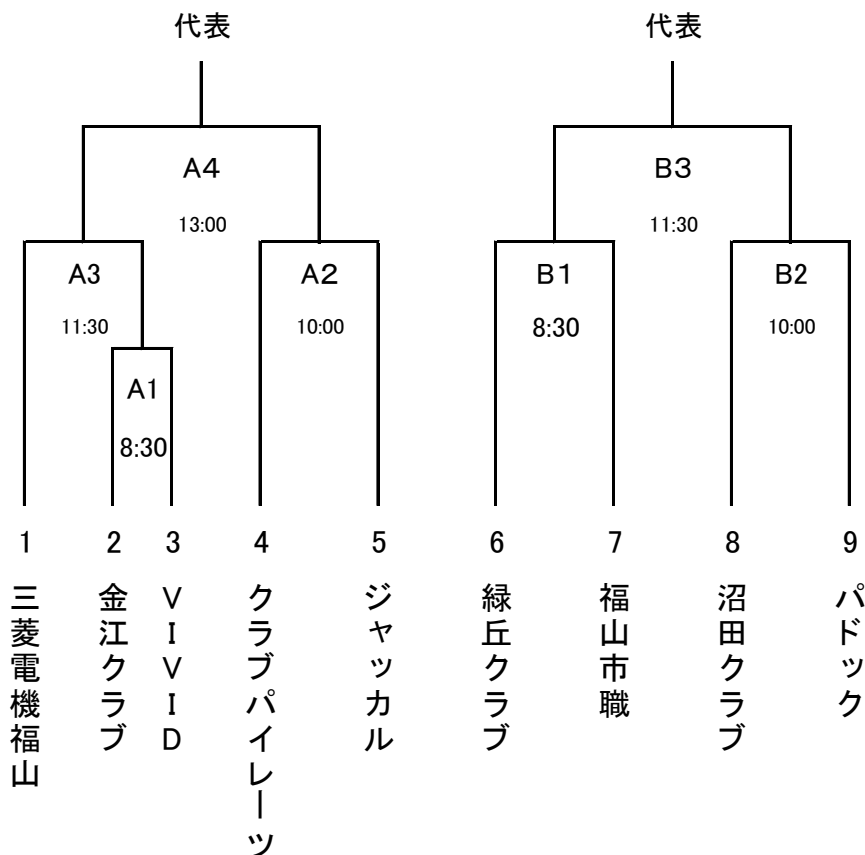 代表
代表
A4
13:00
B3
11:30
A3
11:30
A2
10:00
B1
8:30
B2
10:00
A1
8:30
1
2
3
4
5
6
7
8
9
三菱電機福山
金江クラブ
ＶＩＶＩＤ
クラブパイレーツ
ジャッカル
緑丘クラブ
福山市職
沼田クラブ
パドック